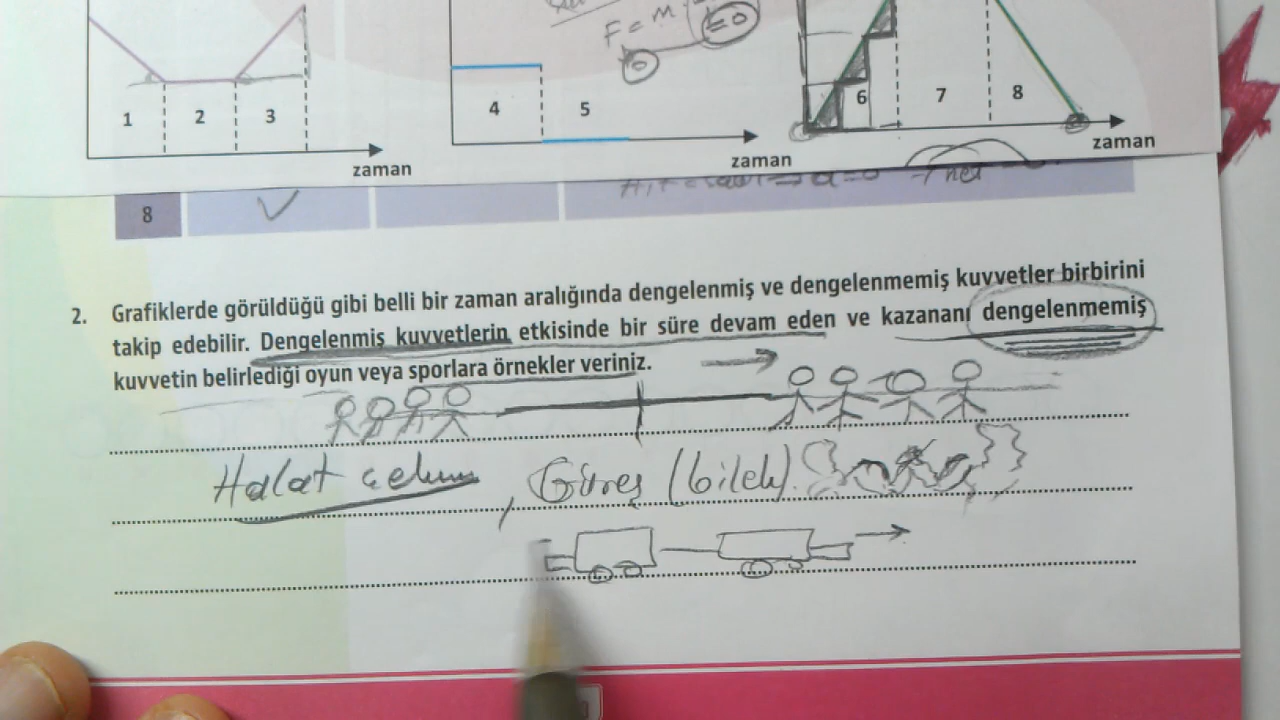 F = m
= 0
1 2 3
zaman
4 5
zaman
6 7 8
zaman
8
2. Grafiklerde görüldüğü gibi belli bir zaman aralığında dengelenmiş ve dengelenmemiş kuvvetler birbirini
takip edebilir. Dengelenmiş kuvvetlerin etkisinde bir süre devam eden ve kazananı dengelenmemiş
kuvvetin belirlediği oyun veya sporlara örnekler veriniz.
Halat çekme, Güreş (bilek).